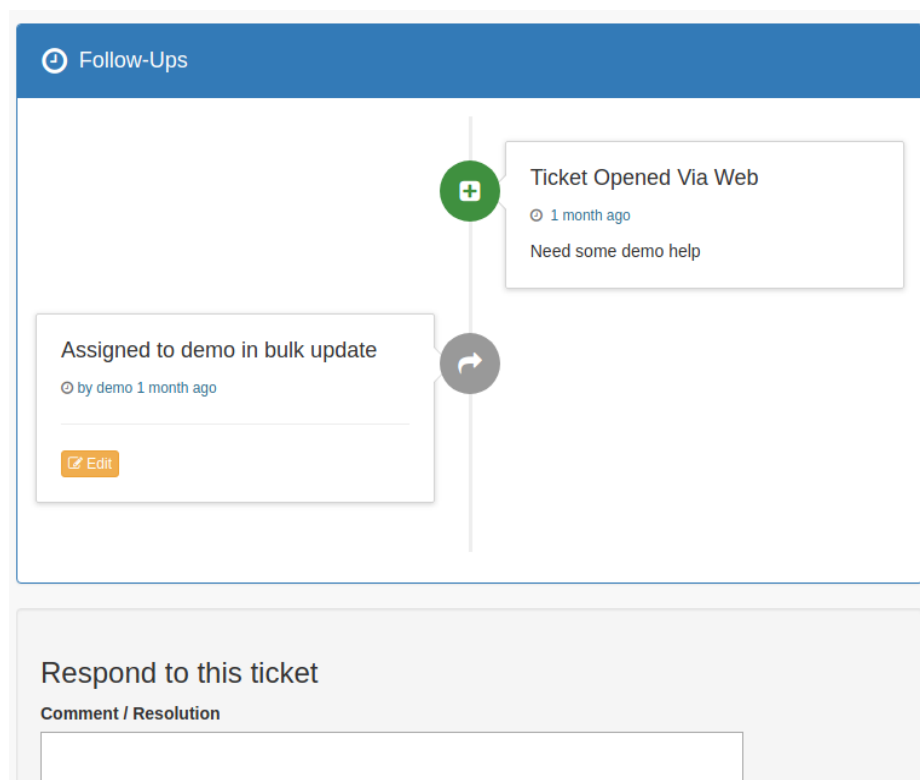 Follow-Ups
Ticket Opened Via Web
1 month ago
Need some demo help
Assigned to demo in bulk update
by demo 1 month ago
Edit
Respond to this ticket
Comment / Resolution